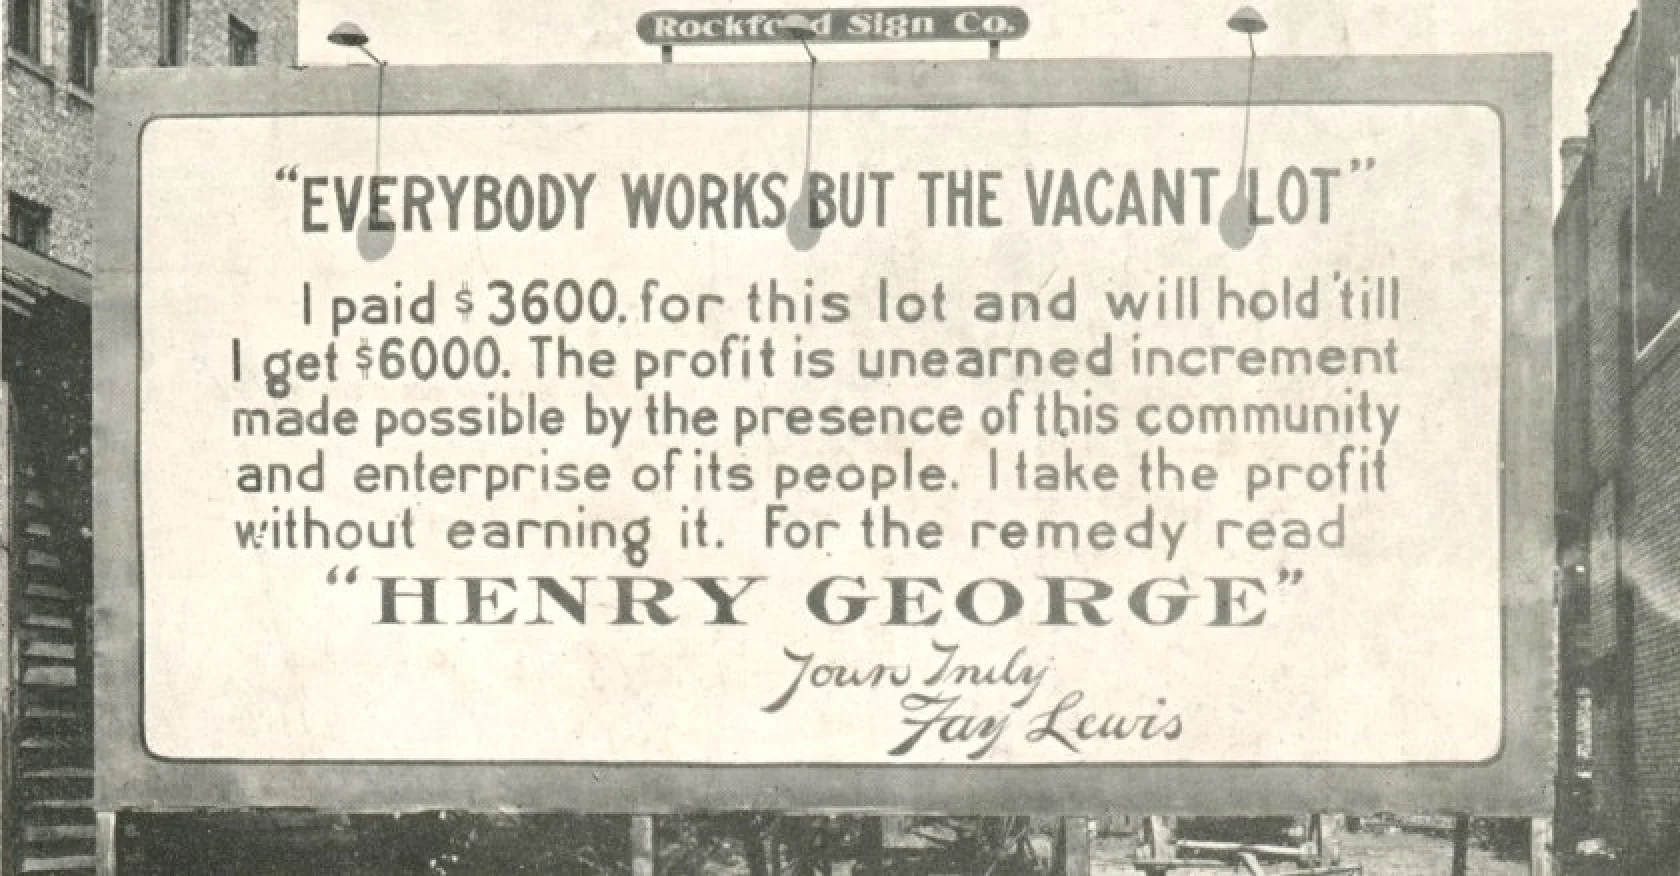 Rockford Sign Co.
"EVERYBODY WORKS BUT THE VACANT LOT"
I paid $3600. for this lot and will hold 'till
I get $6000. The profit is unearned increment
made possible by the presence of this community
and enterprise of its people. I take the profit
without earning it. For the remedy read
"HENRY GEORGE"
Yours Truly
Fay Lewis